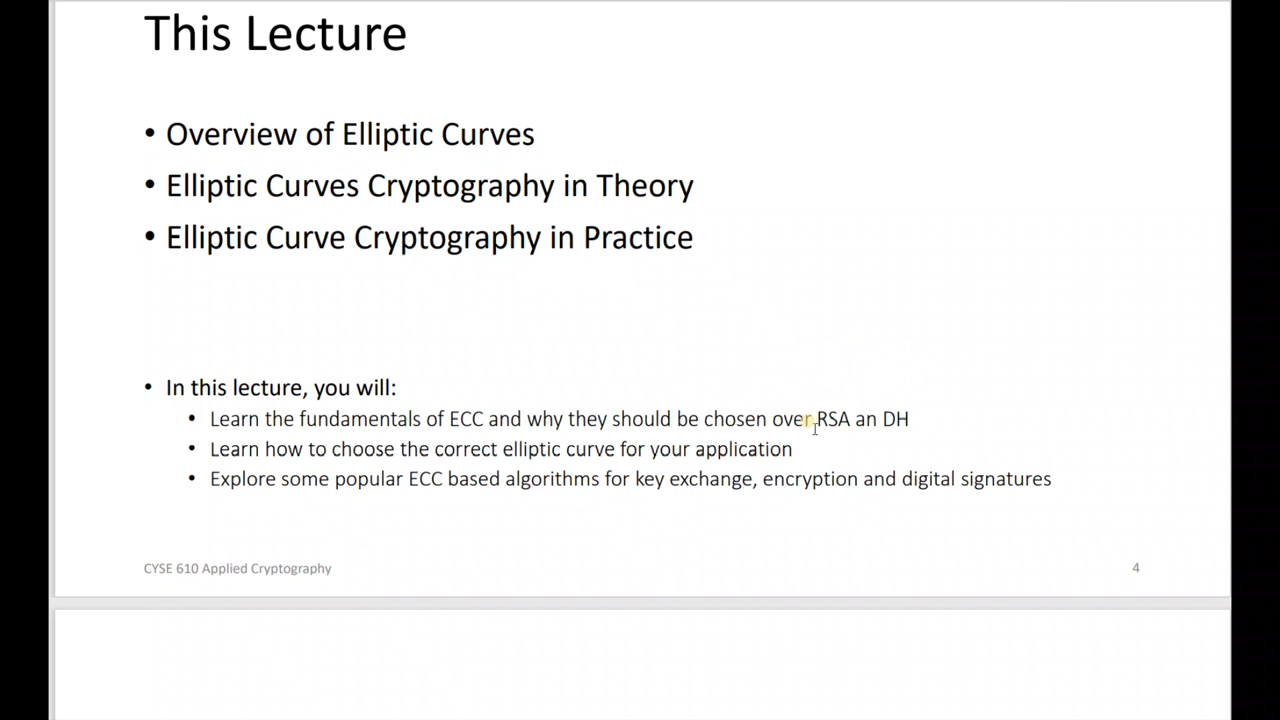 This Lecture
• Overview of Elliptic Curves
• Elliptic Curves Cryptography in Theory
• Elliptic Curve Cryptography in Practice
• In this lecture, you will:
• Learn the fundamentals of ECC and why they should be chosen over RSA an DH
• Learn how to choose the correct elliptic curve for your application
• Explore some popular ECC based algorithms for key exchange, encryption and digital signatures
CYSE 610 Applied Cryptography
4